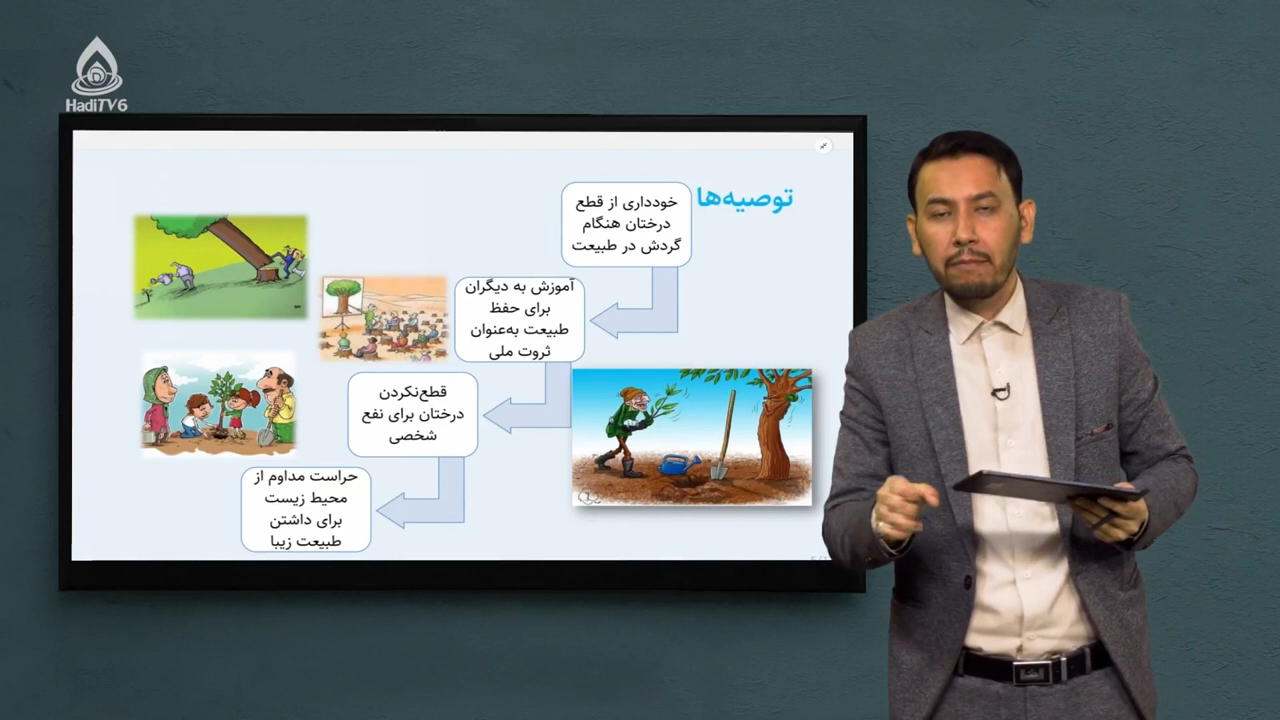 HadiTV6
توصیه‌ها
خودداری از قطع
درختان هنگام
گردش در طبیعت
آموزش به دیگران
برای حفظ
طبیعت به‌عنوان
ثروت ملی
قطع‌نکردن
درختان برای نفع
شخصی
حراست مداوم از
محیط زیست
برای داشتن
طبیعت زیبا